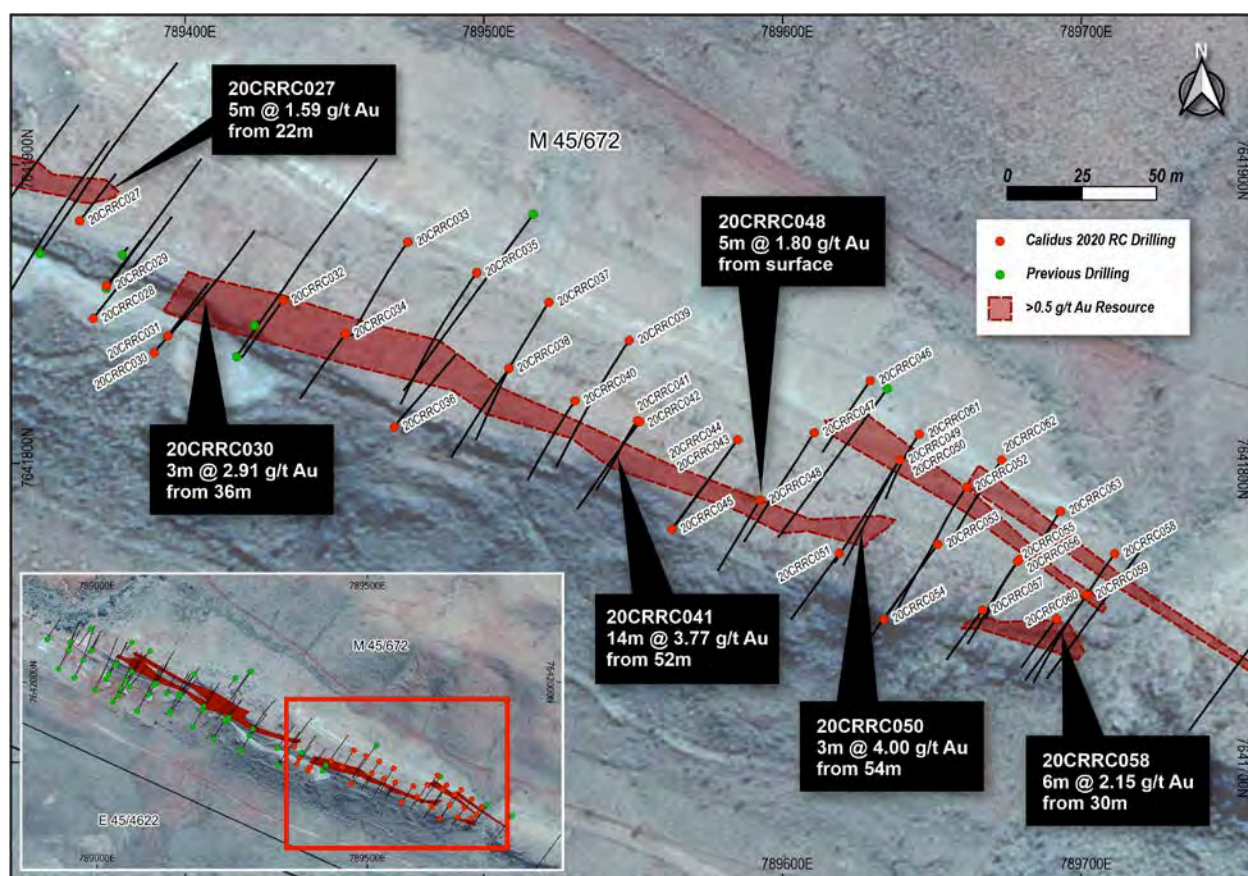 789400E
789500E
789600E
789700E
N
7641900N
7641900N
7641800N
7641800N
7641700N
20CRRC027
5m @ 1.59 g/t Au
from 22m
M 45/672
0 25 50 m
Calidus 2020 RC Drilling
Previous Drilling
>0.5 g/t Au Resource
20CRRC048
5m @ 1.80 g/t Au
from surface
20CRRC027
20CRRC029
20CRRC028
20CRRC031
20CRRC030
20CRRC032
20CRRC033
20CRRC034
20CRRC035
20CRRC036
20CRRC037
20CRRC038
20CRRC039
20CRRC040
20CRRC041
20CRRC042
20CRRC044
20CRRC043
20CRRC045
20CRRC046
20CRRC047
20CRRC048
20CRRC061
20CRRC049
20CRRC050
20CRRC062
20CRRC052
20CRRC051
20CRRC053
20CRRC054
20CRRC063
20CRRC055
20CRRC056
20CRRC057
20CRRC058
20CRRC059
20CRRC060
20CRRC030
3m @ 2.91 g/t Au
from 36m
20CRRC041
14m @ 3.77 g/t Au
from 52m
20CRRC050
3m @ 4.00 g/t Au
from 54m
20CRRC058
6m @ 2.15 g/t Au
from 30m
789000E
789500E
7642000N
7642000N
M 45/672
E 45/4622
789000E
789500E
789600E
789700E